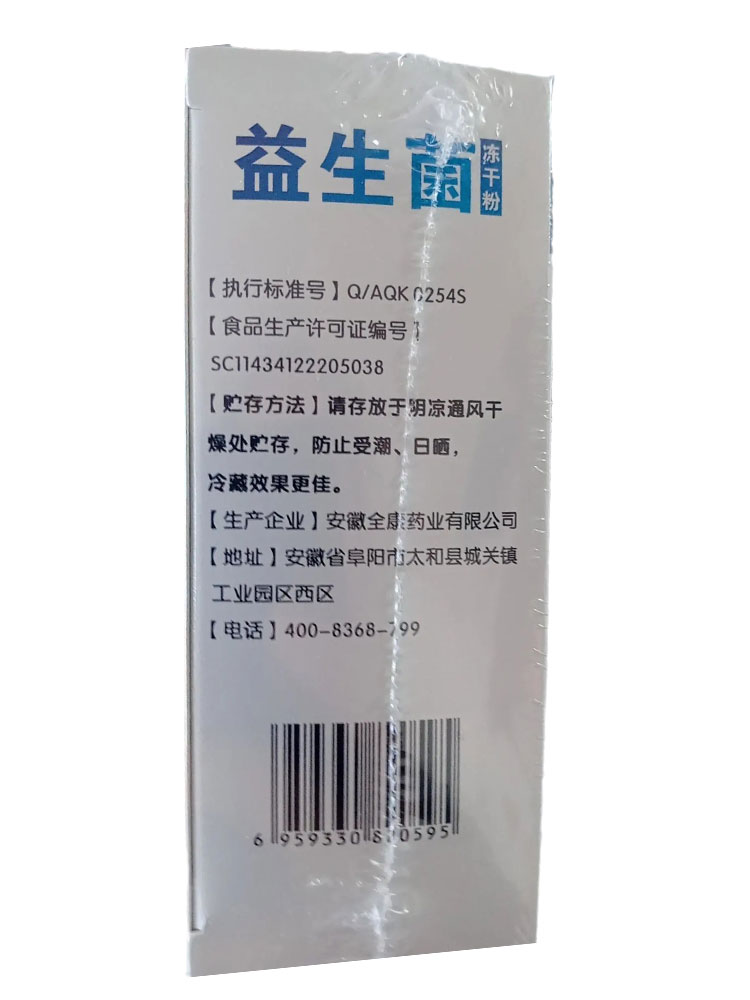 益生菌 冻干粉
【执行标准号】Q/AQK 0254S
【食品生产许可证编号】
SC11434122205038
【贮存方法】请存放于阴凉通风干
燥处贮存，防止受潮、日晒，
冷藏效果更佳。
【生产企业】安徽全康药业有限公司
【地址】安徽省阜阳市太和县城关镇
工业园区西区
【电话】400-8368-799